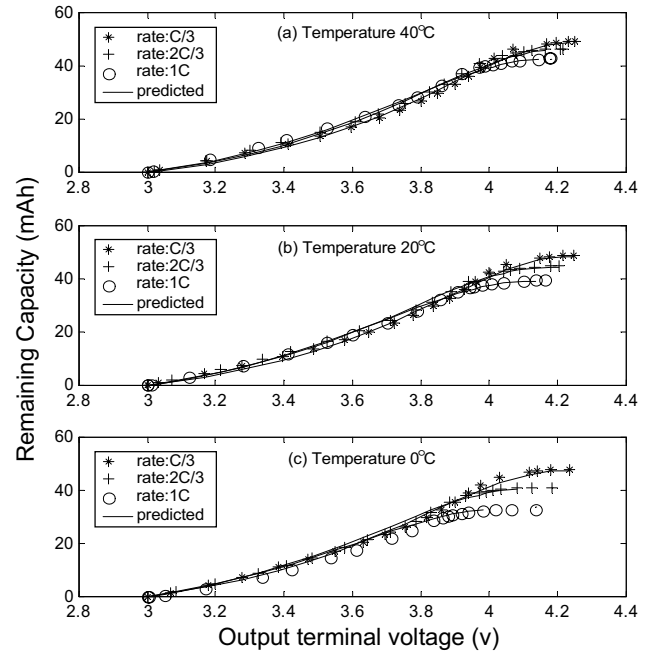 60
40
20
0
(a) Temperature 40°C
rate:C/3
rate:2C/3
rate:1C
predicted
2.8 3 3.2 3.4 3.6 3.8 4 4.2 4.4
60
40
20
0
(b) Temperature 20°C
rate:C/3
rate:2C/3
rate:1C
predicted
2.8 3 3.2 3.4 3.6 3.8 4 4.2 4.4
60
40
20
0
(c) Temperature 0°C
rate:C/3
rate:2C/3
rate:1C
predicted
2.8 3 3.2 3.4 3.6 3.8 4 4.2 4.4
Remaining Capacity (mAh)
Output terminal voltage (v)